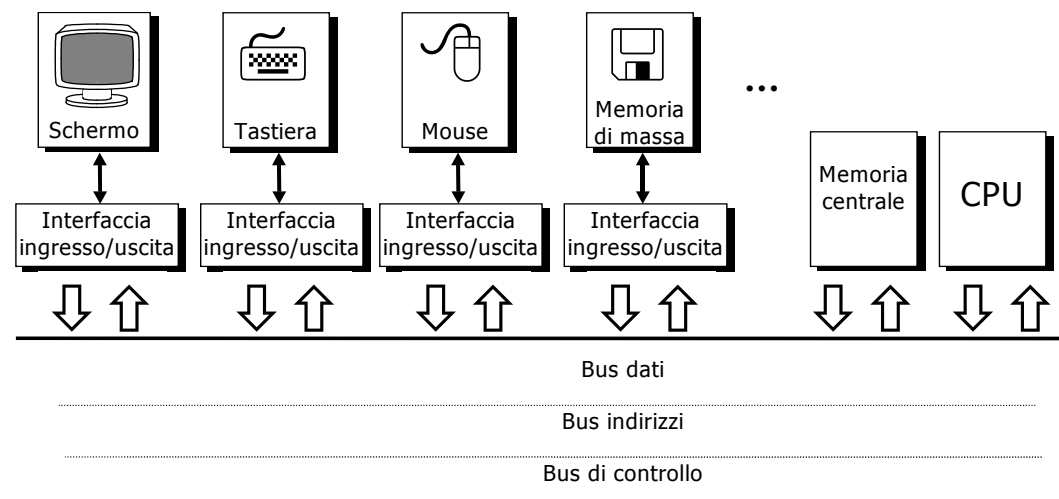 Schermo
Tastiera
Mouse
Memoria
di massa
...
Interfaccia
ingresso/uscita
Interfaccia
ingresso/uscita
Interfaccia
ingresso/uscita
Interfaccia
ingresso/uscita
Memoria
centrale
CPU
Bus dati
Bus indirizzi
Bus di controllo